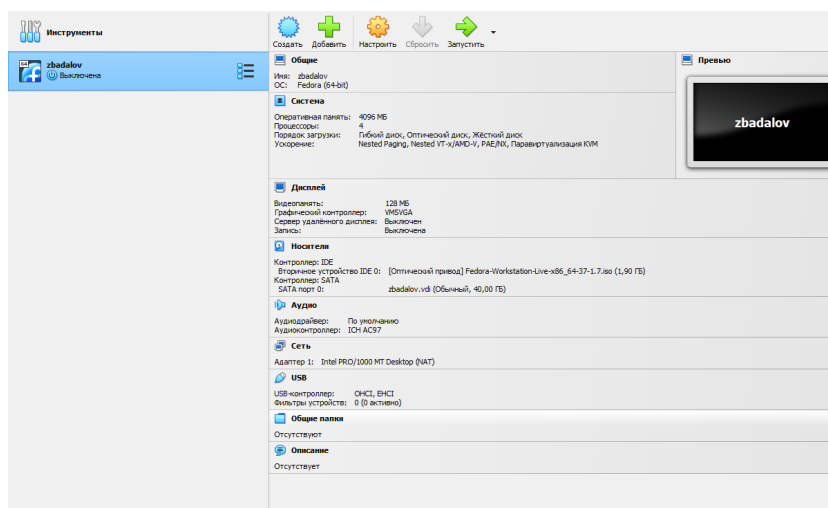 Инструменты
Создать Добавить Настроить Сбросить Запустить
64
zbadalov
Выключена
Общие
Имя: zbadalov
ОС: Fedora (64-bit)
Превью
zbadalov
Система
Оперативная память: 4096 МБ
Процессоры: 4
Порядок загрузки: Гибкий диск, Оптический диск, Жёсткий диск
Ускорение: Nested Paging, Nested VT-x/AMD-V, PAE/NX, Паравиртуализация KVM
Дисплей
Видеопамять: 128 МБ
Графический контроллер: VMSVGA
Сервер удалённого дисплея: Выключен
Запись: Выключена
Носители
Контроллер: IDE
Вторичное устройство IDE 0: [Оптический привод] Fedora-Workstation-Live-x86_64-37-1.7.iso (1,90 ГБ)
Контроллер: SATA
SATA порт 0: zbadalov.vdi (Обычный, 40,00 ГБ)
Аудио
Аудиодрайвер: По умолчанию
Аудиоконтроллер: ICH AC97
Сеть
Адаптер 1: Intel PRO/1000 MT Desktop (NAT)
USB
USB-контроллер: OHCI, EHCI
Фильтры устройств: 0 (0 активно)
Общие папки
Отсутствуют
Описание
Отсутствует